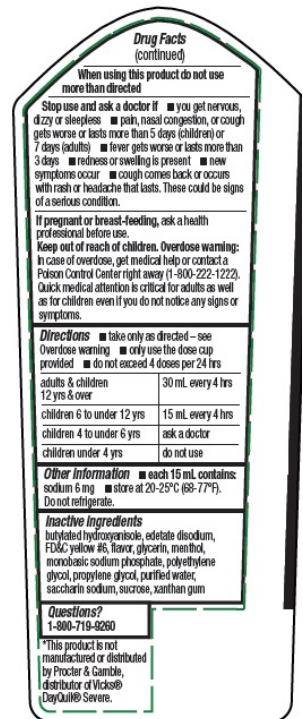 Drug Facts
(continued)
When using this product do not use
more than directed
Stop use and ask a doctor if ■ you get nervous,
dizzy or sleepless ■ pain, nasal congestion, or cough
gets worse or lasts more than 5 days (children) or
7 days (adults) ■ fever gets worse or lasts more than
3 days ■ redness or swelling is present ■ new
symptoms occur ■ cough comes back or occurs
with rash or headache that lasts. These could be signs
of a serious condition.
If pregnant or breast-feeding, ask a health
professional before use.
Keep out of reach of children. Overdose warning:
In case of overdose, get medical help or contact a
Poison Control Center right away (1-800-222-1222).
Quick medical attention is critical for adults as well
as for children even if you do not notice any signs or
symptoms.
Directions ■ take only as directed – see
Overdose warning ■ only use the dose cup
provided ■ do not exceed 4 doses per 24 hrs
adults & children 30 mL every 4 hrs
12 yrs & over
children 6 to under 12 yrs 15 mL every 4 hrs
children 4 to under 6 yrs ask a doctor
children under 4 yrs do not use
Other information ■ each 15 mL contains:
sodium 6 mg ■ store at 20-25°C (68-77°F).
Do not refrigerate.
Inactive ingredients
butylated hydroxyanisole, edetate disodium,
FD&C yellow #6, flavor, glycerin, menthol,
monobasic sodium phosphate, polyethylene
glycol, propylene glycol, purified water,
saccharin sodium, sucrose, xanthan gum
Questions?
1-800-719-9260
*This product is not
manufactured or distributed
by Procter & Gamble,
distributor of Vicks®
DayQuil® Severe.